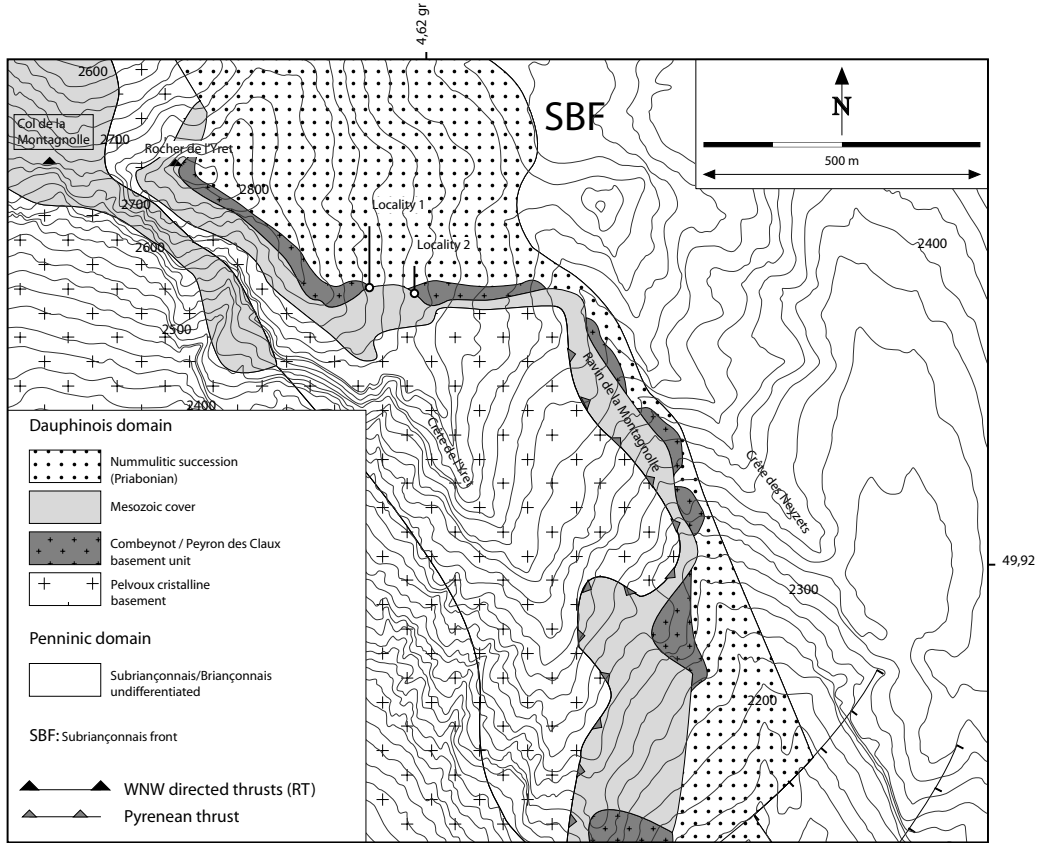 4,62 gr
2600
SBF
N
500 m
Col de la
Montagnolle
2700
Rocher de l'Yret
2800
2700
Locality 1
2600
Locality 2
2400
2500
2400
Ravin de la Montagnolle
Crête de l'Yret
Crête des Neyzets
49,92
2300
2200
Dauphinois domain
Nummulitic succession
(Priabonian)
Mesozoic cover
Combeynot / Peyron des Claux
basement unit
Pelvoux cristalline
basement
Penninic domain
Subriançonnais/Briançonnais
undifferentiated
SBF: Subriançonnais front
WNW directed thrusts (RT)
Pyrenean thrust